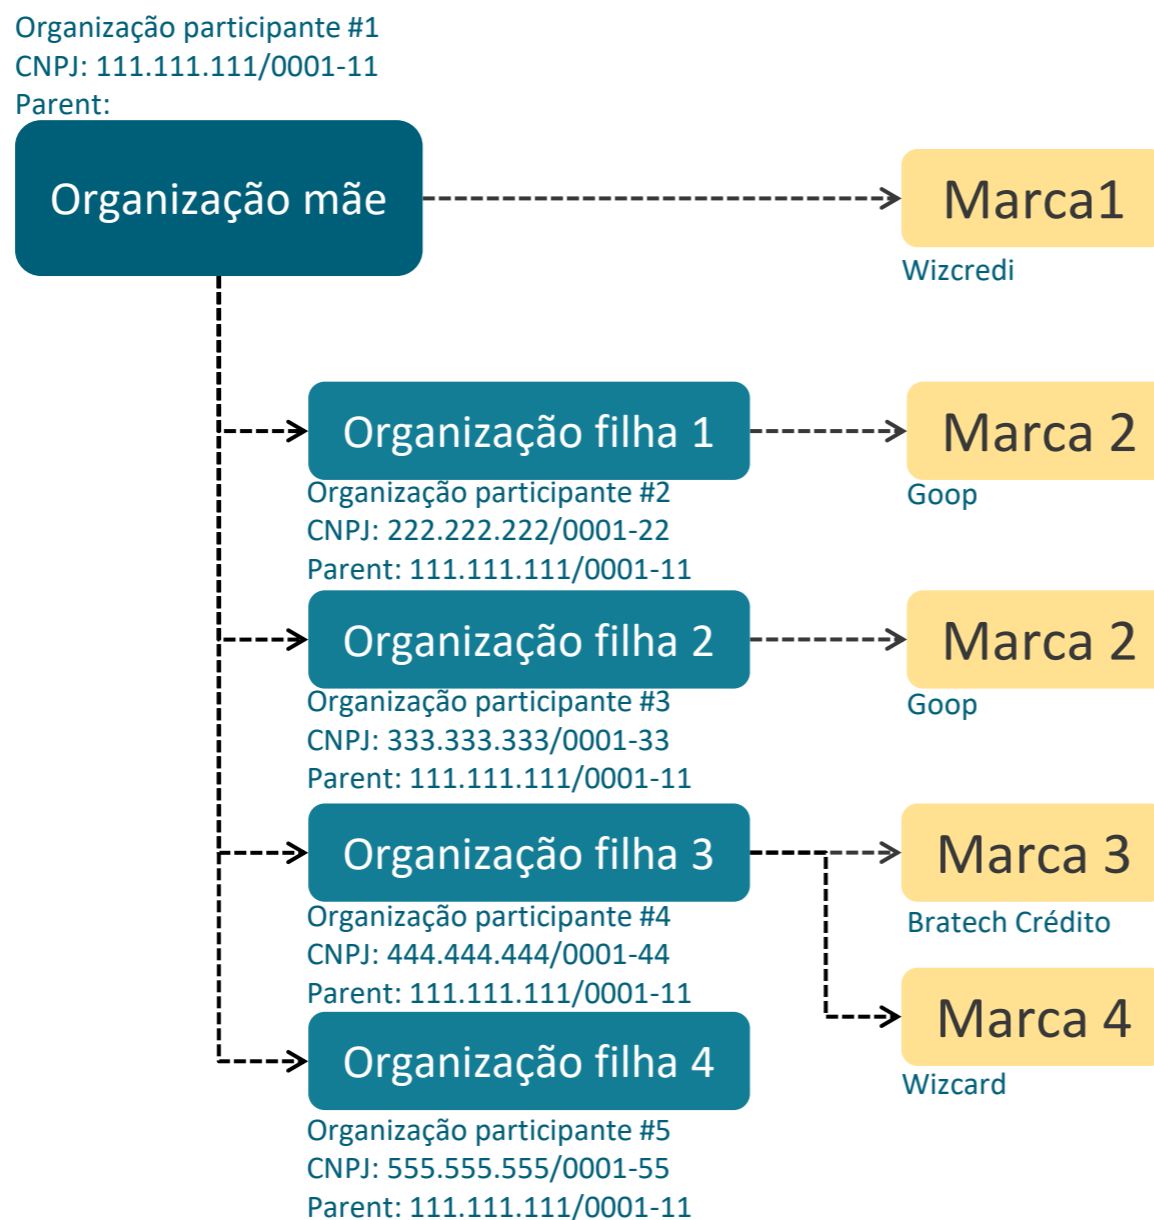 Organização participante #1
CNPJ: 111.111.111/0001-11
Parent:
Organização mãe
Marca1
Wizcredi
Organização filha 1
Marca 2
Organização participante #2
CNPJ: 222.222.222/0001-22
Parent: 111.111.111/0001-11
Goop
Organização filha 2
Marca 2
Organização participante #3
CNPJ: 333.333.333/0001-33
Parent: 111.111.111/0001-11
Goop
Organização filha 3
Marca 3
Organização participante #4
CNPJ: 444.444.444/0001-44
Parent: 111.111.111/0001-11
Bratech Crédito
Marca 4
Wizcard
Organização filha 4
Organização participante #5
CNPJ: 555.555.555/0001-55
Parent: 111.111.111/0001-11